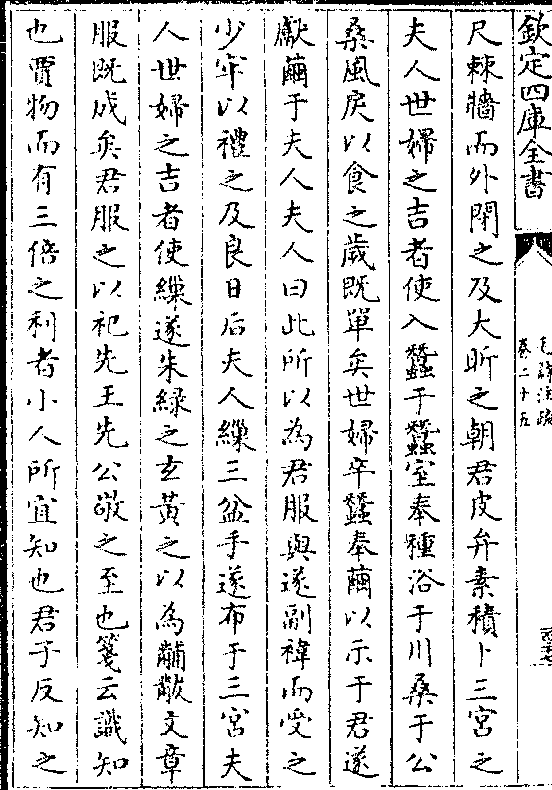 欽定四庫全書
毛詩注疏
卷二十五
尺棘牆而外閉之及大昕之朝君皮弁素積卜三宮之
夫人世婦之吉者使入蠶于蠶室奉種浴于川桑于公
桑風戾以食之歲既單矣世婦卒蠶奉繭以示于君遂
獻繭于夫人夫人曰此所以為君服與遂副褘而受之
少牢以禮之及良日后夫人繅三盆手遂布于三宮夫
人世婦之吉者使繅遂朱綠之玄黃之以為黼黻文章
服既成矣君服之以祀先王先公敬之至也箋云識知
也賈物而有三倍之利者小人所宜知也君子反知之